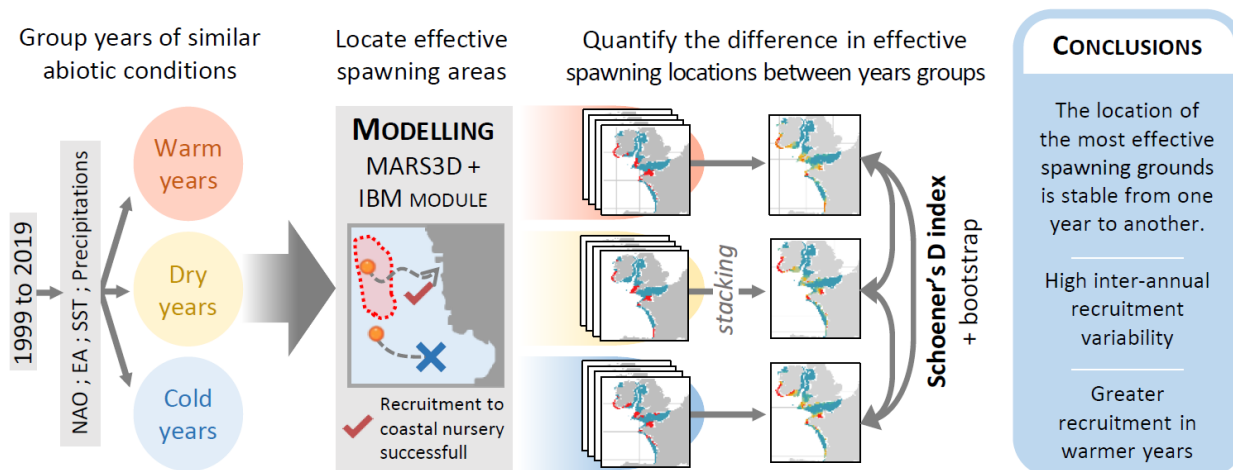 Group years of similar
abiotic conditions
1999 to 2019
NAO ; EA ; SST ; Precipitations
Warm
years
Dry
years
Cold
years
Locate effective
spawning areas
MODELLING
MARS3D +
IBM MODULE
Recruitment to
coastal nursery
successfull
Quantify the difference in effective
spawning locations between years groups
stacking
Schoener's D index
+ bootstrap
CONCLUSIONS
The location of
the most effective
spawning grounds
is stable from one
year to another.
High inter-annual
recruitment
variability
Greater
recruitment in
warmer years